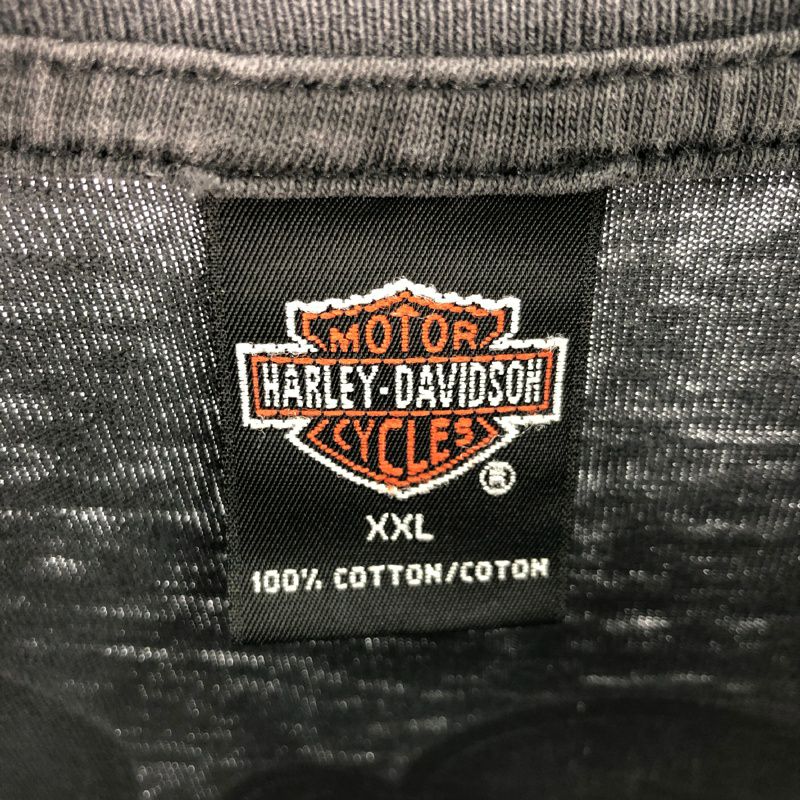 MOTOR
HARLEY-DAVIDSON
CYCLES
®
XXL
100% COTTON/COTON